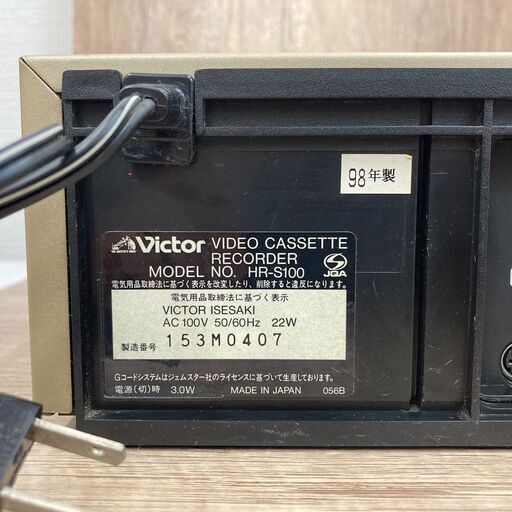 98年製
Victor VIDEO CASSETTE
RECORDER
MODEL NO. HR-S100
JQA
電気用品取締法に基づく表示を改変したり、削除すると違反になります。
電気用品取締法に基づく表示
VICTOR ISESAKI
AC 100V 50/60Hz 22W
製造番号 153M0407
Gコードシステムはジェムスター社のライセンスに基づいて生産しております。
電源(切)時 3.0W MADE IN JAPAN 056B